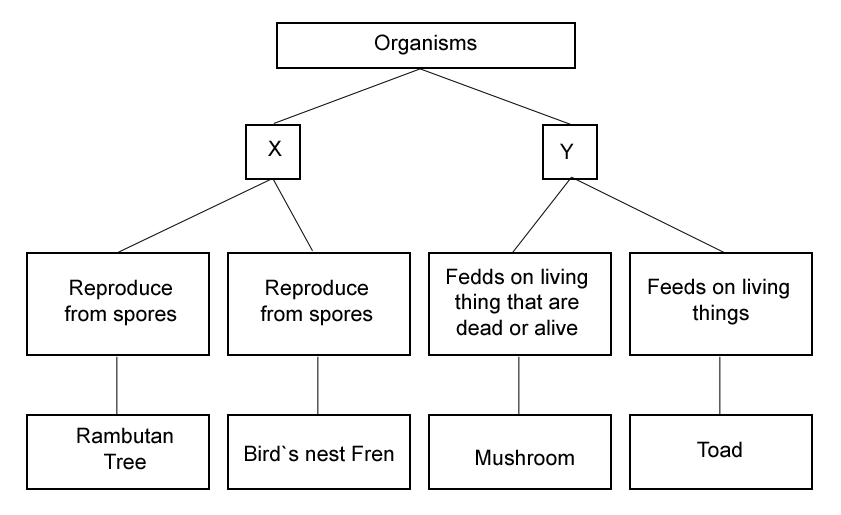 Organisms
X
Y
Reproduce
from spores
Reproduce
from spores
Fedds on living
thing that are
dead or alive
Feeds on living
things
Rambutan
Tree
Bird`s nest Fren
Mushroom
Toad